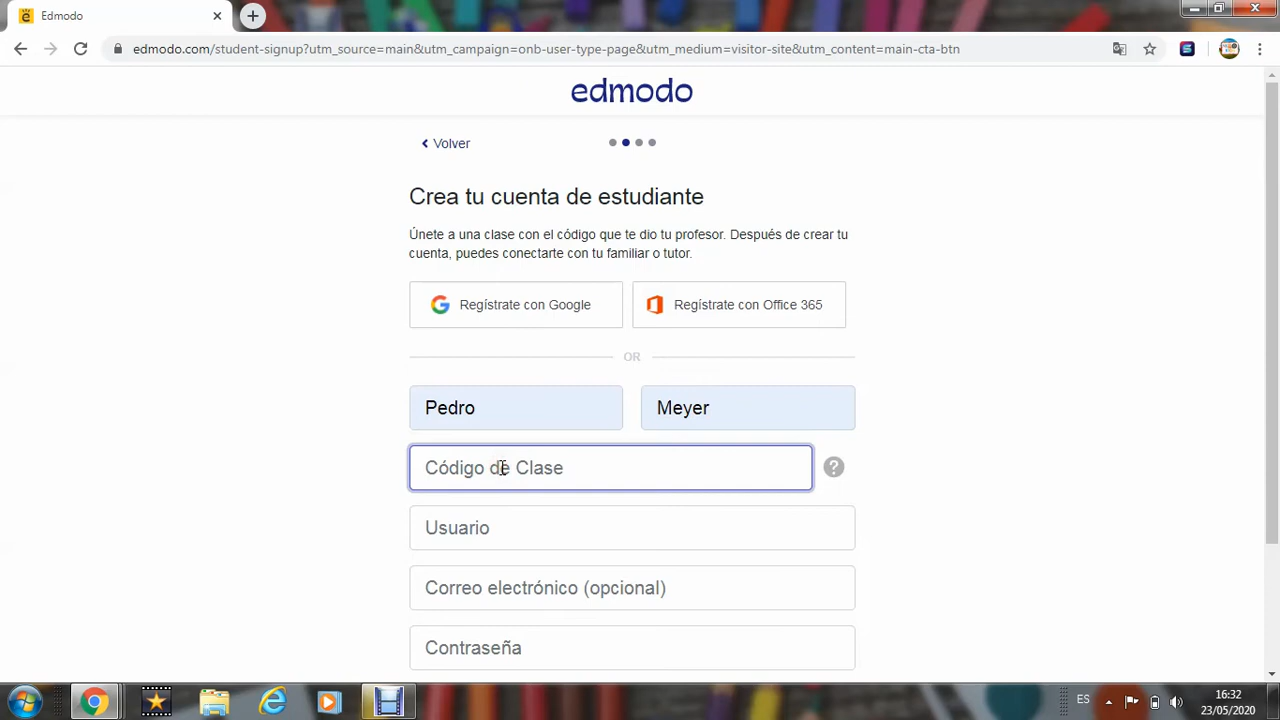 Edmodo
edmodo.com/student-signup?utm_source=main&utm_campaign=onb-user-type-page&utm_medium=visitor-site&utm_content=main-cta-btn
edmodo
Volver
Crea tu cuenta de estudiante
Únete a una clase con el código que te dio tu profesor. Después de crear tu
cuenta, puedes conectarte con tu familiar o tutor.
Regístrate con Google
Regístrate con Office 365
OR
Pedro
Meyer
Código de Clase
?
Usuario
Correo electrónico (opcional)
Contraseña
ES
16:32
23/05/2020